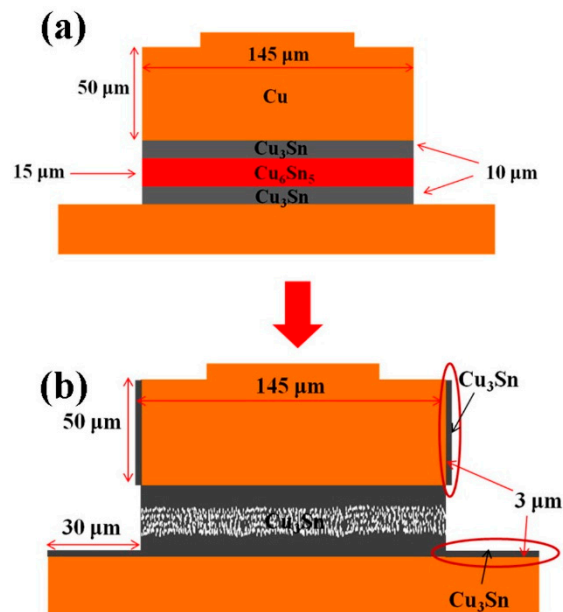 (a)
145 µm
50 µm
Cu
Cu₃Sn
15 µm
Cu₆Sn₅
10 µm
Cu₃Sn
(b)
145 µm
Cu₃Sn
50 µm
Cu₃Sn
3 µm
30 µm
Cu₃Sn